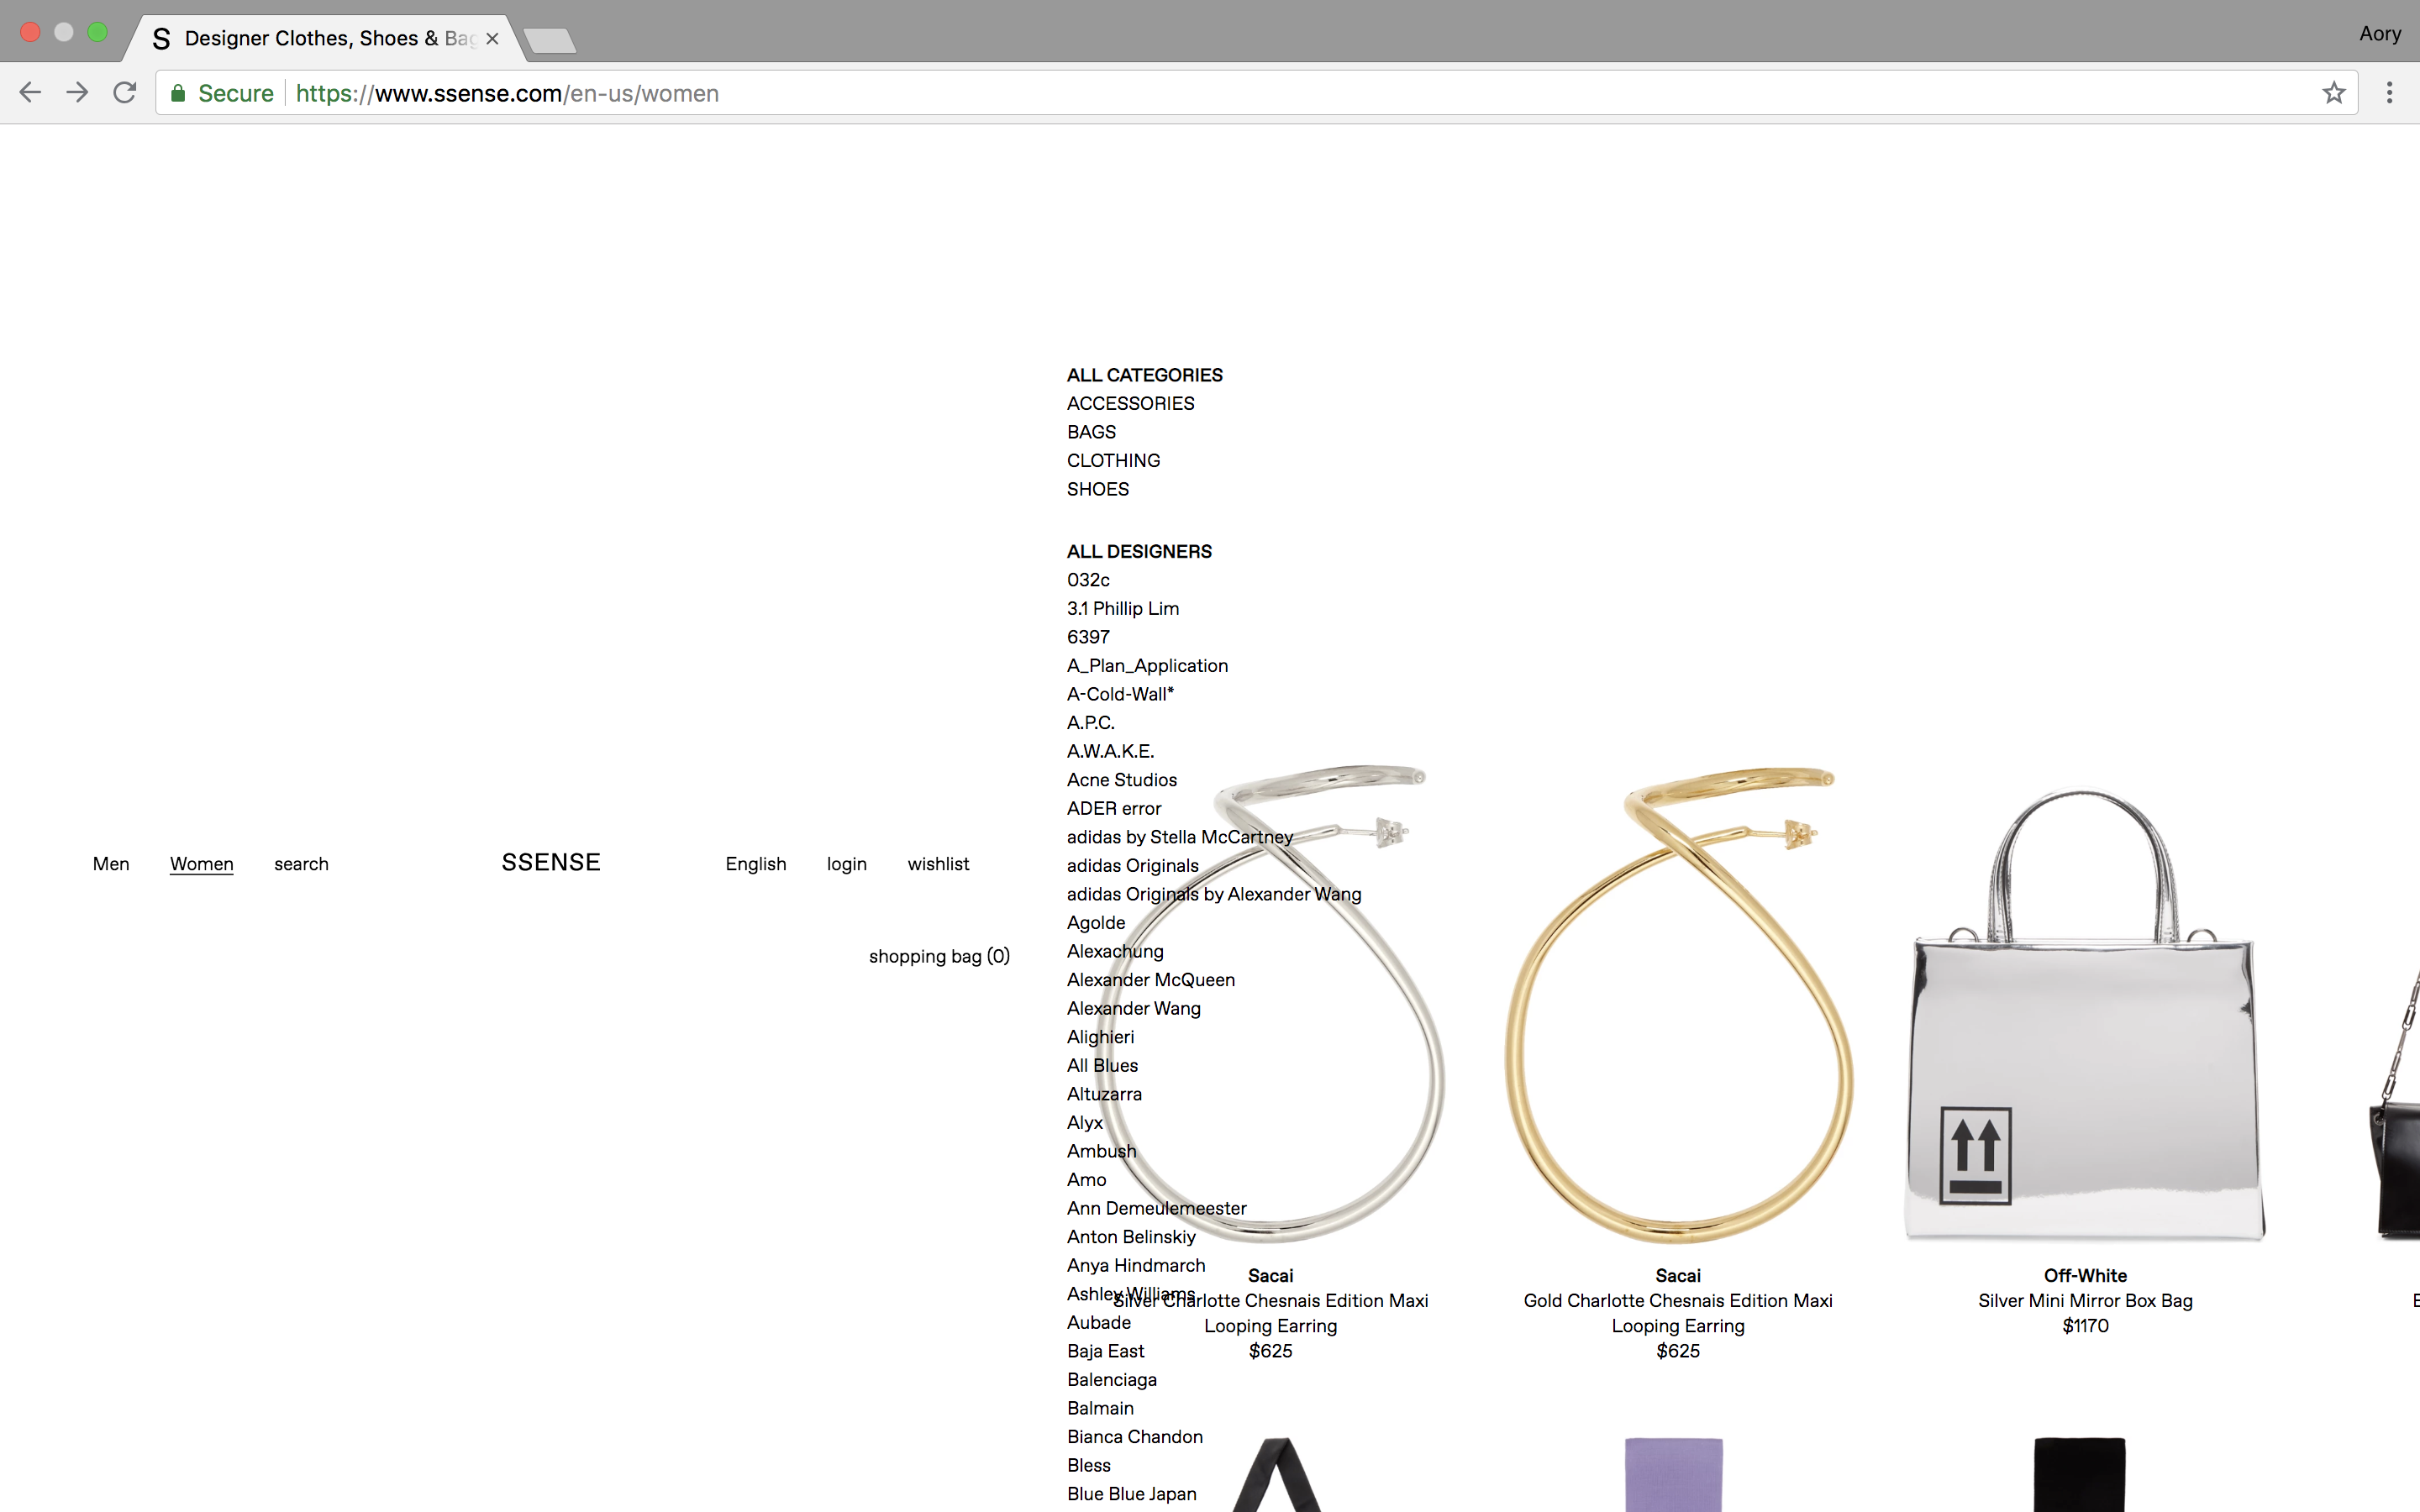 S Designer Clothes, Shoes & Bag
Aory
Secure https://www.ssense.com/en-us/women
Men Women search SSENSE English login wishlist
shopping bag (0)
ALL CATEGORIES
ACCESSORIES
BAGS
CLOTHING
SHOES
ALL DESIGNERS
032c
3.1 Phillip Lim
6397
A_Plan_Application
A-Cold-Wall*
A.P.C.
A.W.A.K.E.
Acne Studios
ADER error
adidas by Stella McCartney
adidas Originals
adidas Originals by Alexander Wang
Agolde
Alexachung
Alexander McQueen
Alexander Wang
Alighieri
All Blues
Altuzarra
Alyx
Ambush
Amo
Ann Demeulemeester
Anton Belinskiy
Anya Hindmarch
Ashley Williams
Aubade
Baja East
Balenciaga
Balmain
Bianca Chandon
Bless
Blue Blue Japan
Sacai
Silver Charlotte Chesnais Edition Maxi
Looping Earring
$625
Sacai
Gold Charlotte Chesnais Edition Maxi
Looping Earring
$625
Off-White
Silver Mini Mirror Box Bag
$1170